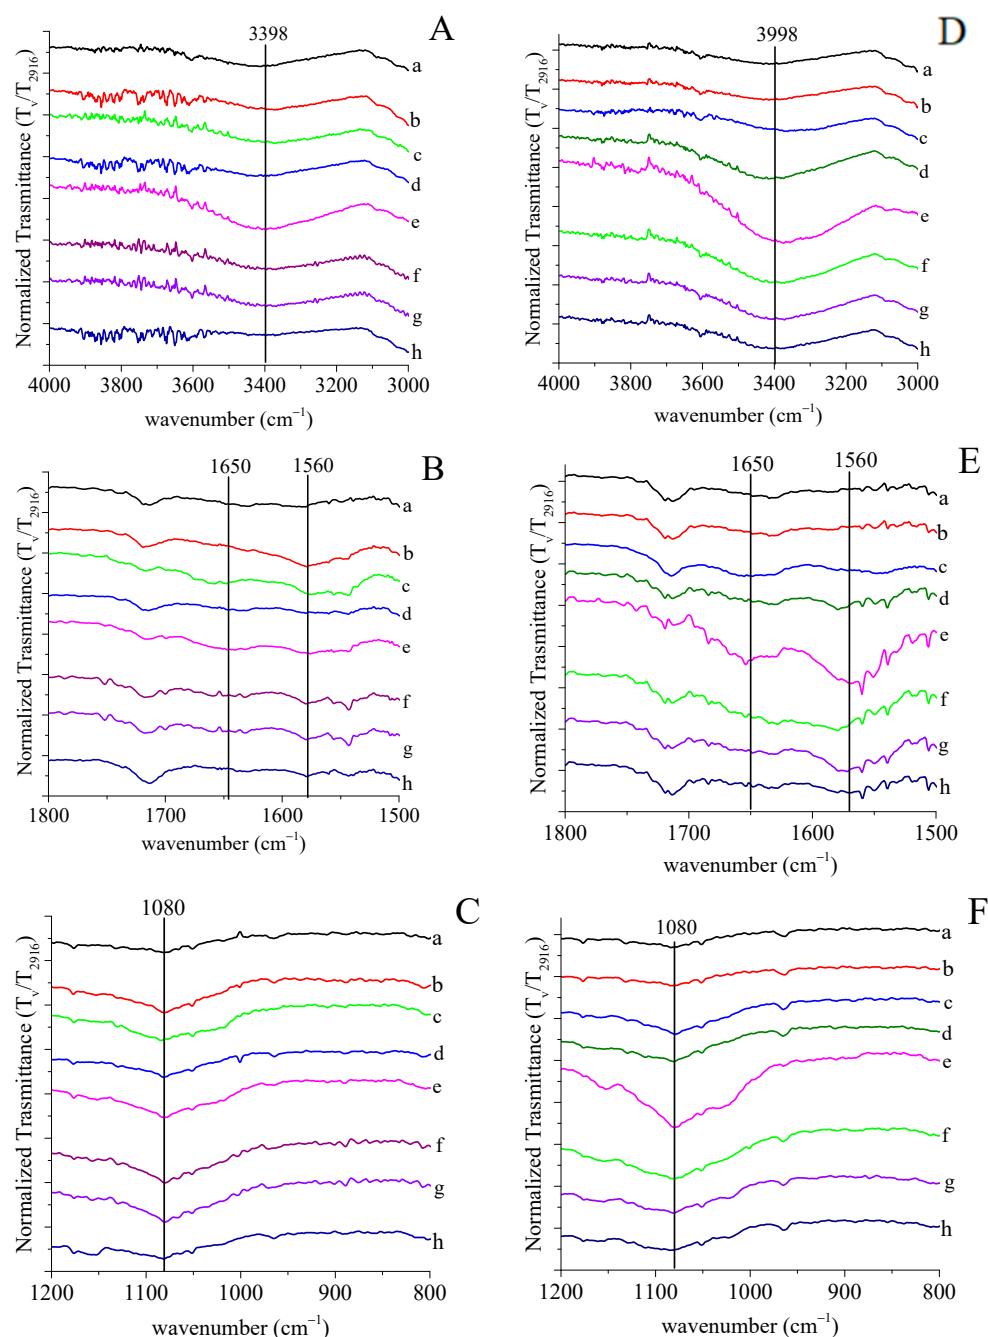 A
3398
Normalized Trasmittance (Tv/T2916)
a
b
c
d
e
f
g
h
4000 3800 3600 3400 3200 3000
wavenumber (cm−1)
D
3998
Normalized Trasmittance (Tv/T2916)
a
b
c
d
e
f
g
h
4000 3800 3600 3400 3200 3000
wavenumber (cm−1)
B
1650 1560
Normalized Trasmittance (Tv/T2916)
a
b
c
d
e
f
g
h
1800 1700 1600 1500
wavenumber (cm−1)
E
1650 1560
Normalized Trasmittance (Tv/T2916)
a
b
c
d
e
f
g
h
1800 1700 1600 1500
wavenumber (cm−1)
C
1080
Normalized Trasmittance (Tv/T2916)
a
b
c
d
e
f
g
h
1200 1100 1000 900 800
wavenumber (cm−1)
F
1080
Normalized Trasmittance (Tv/T2916)
a
b
c
d
e
f
g
h
1200 1100 1000 900 800
wavenumber (cm−1)